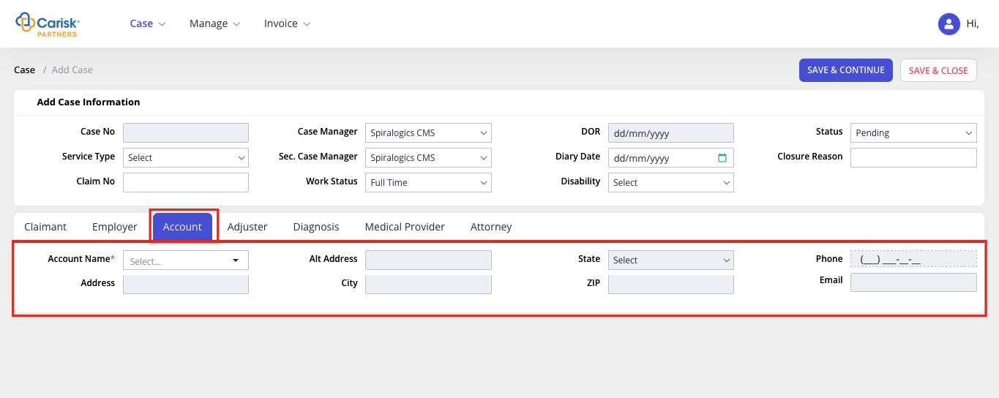 Carisk PARTNERS
Case Manage Invoice Hi,
Case / Add Case SAVE & CONTINUE SAVE & CLOSE
Add Case Information
Case No Case Manager Spiralogics CMS DOR dd/mm/yyyy Status Pending
Service Type Select Sec. Case Manager Spiralogics CMS Diary Date dd/mm/yyyy Closure Reason
Claim No Work Status Full Time Disability Select
Claimant Employer Account Adjuster Diagnosis Medical Provider Attorney
Account Name* Select... Alt Address State Select Phone (___) ___-__-__
Address City ZIP Email